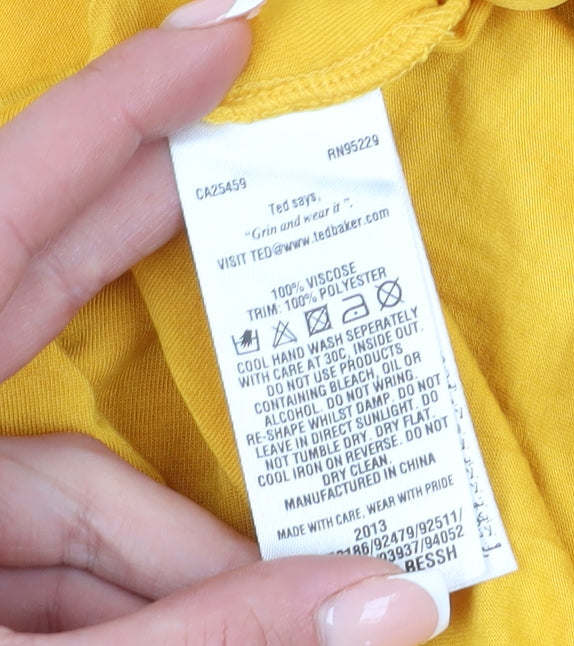 CA25459 RN95229
Ted says,
"Grin and wear it".
VISIT TED@www.tedbaker.com
100% VISCOSE
TRIM: 100% POLYESTER
COOL HAND WASH SEPERATELY
WITH CARE AT 30C, INSIDE OUT.
DO NOT USE PRODUCTS
CONTAINING BLEACH, OIL OR
ALCOHOL. DO NOT WRING.
RE-SHAPE WHILST DAMP. DO NOT
LEAVE IN DIRECT SUNLIGHT. DO
NOT TUMBLE DRY. DRY FLAT.
COOL IRON ON REVERSE. DO NOT
DRY CLEAN.
MANUFACTURED IN CHINA
MADE WITH CARE, WEAR WITH PRIDE
2013
/92479/92511/
/94052
BESSH